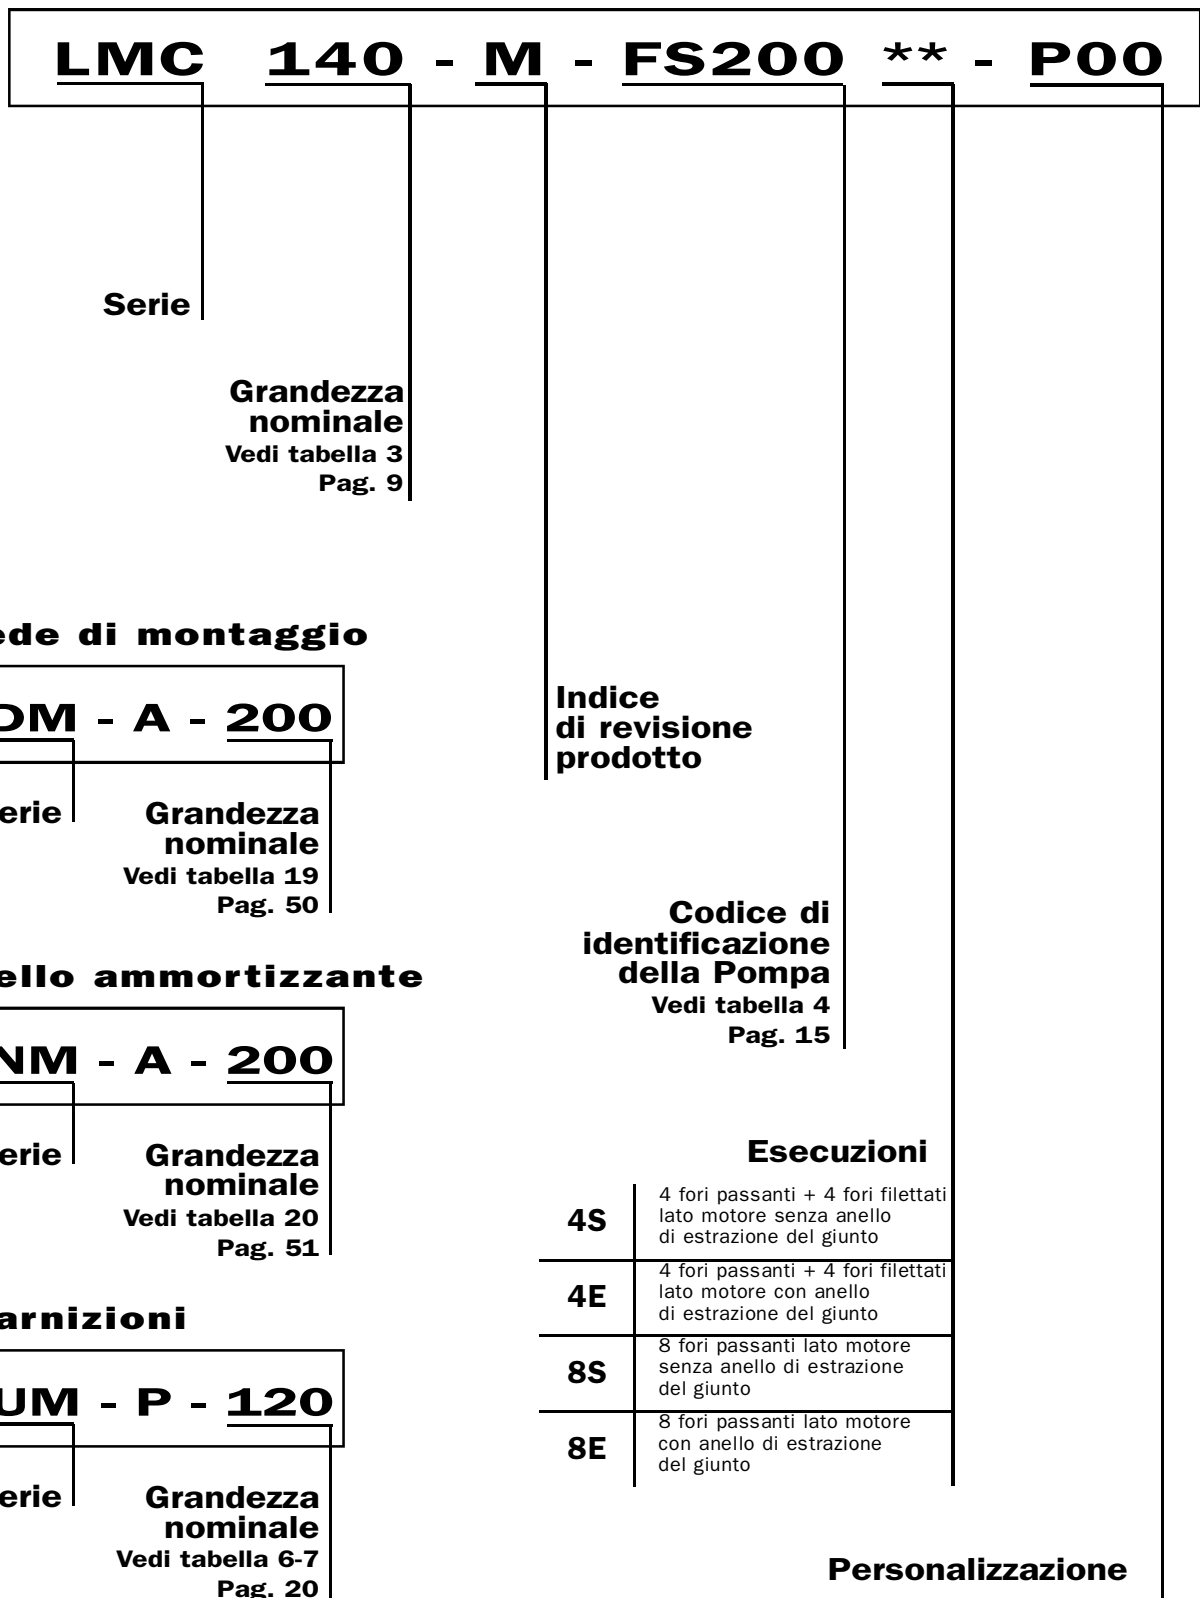 LMC 140 - M - FS200 ** - P00
Serie
Grandezza
nominale
Vedi tabella 3
Pag. 9
ede di montaggio
DM - A - 200
erie
Grandezza
nominale
Vedi tabella 19
Pag. 50
Indice
di revisione
prodotto
Codice di
identificazione
della Pompa
Vedi tabella 4
Pag. 15
ello ammortizzante
NM - A - 200
erie
Grandezza
nominale
Vedi tabella 20
Pag. 51
Esecuzioni
4S
4 fori passanti + 4 fori filettati
lato motore senza anello
di estrazione del giunto
4E
4 fori passanti + 4 fori filettati
lato motore con anello
di estrazione del giunto
8S
8 fori passanti lato motore
senza anello di estrazione
del giunto
8E
8 fori passanti lato motore
con anello di estrazione
del giunto
arnizioni
UM - P - 120
erie
Grandezza
nominale
Vedi tabella 6-7
Pag. 20
Personalizzazione